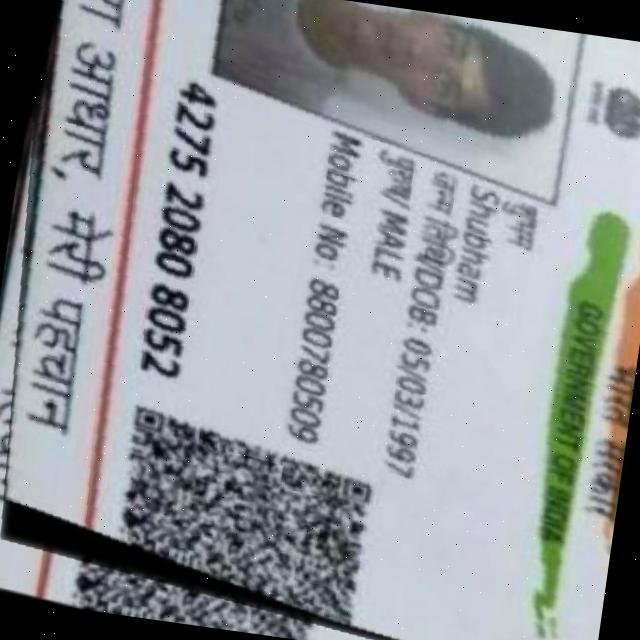 भारत सरकार
GOVERNMENT OF INDIA
Shubham
जन्म तिथि/DOB: 05/03/1997
पुरुष/ MALE
Mobile No: 8800780509
4275 2080 8052
आधार, मेरी पहचान